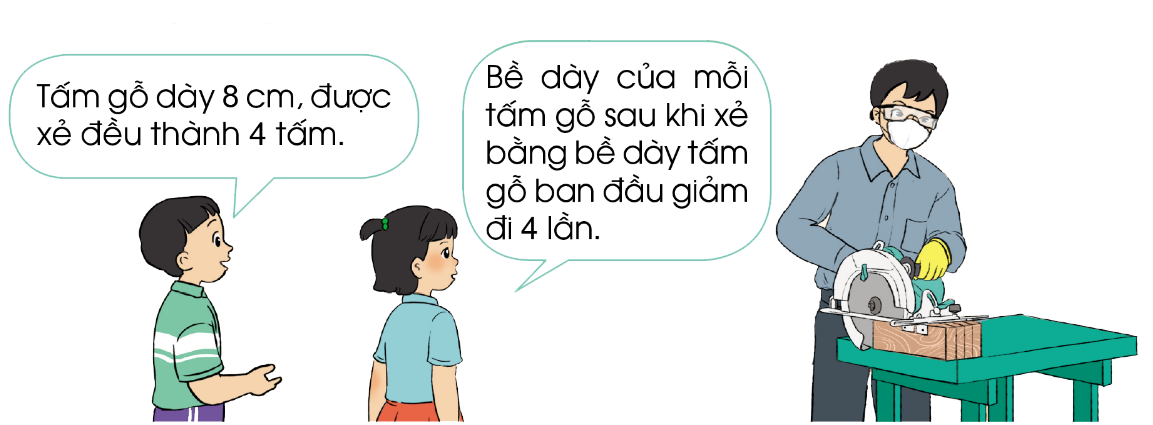 Tấm gỗ dày 8 cm, được
xẻ đều thành 4 tấm.
Bề dày của mỗi
tấm gỗ sau khi xẻ
bằng bề dày tấm
gỗ ban đầu giảm
đi 4 lần.